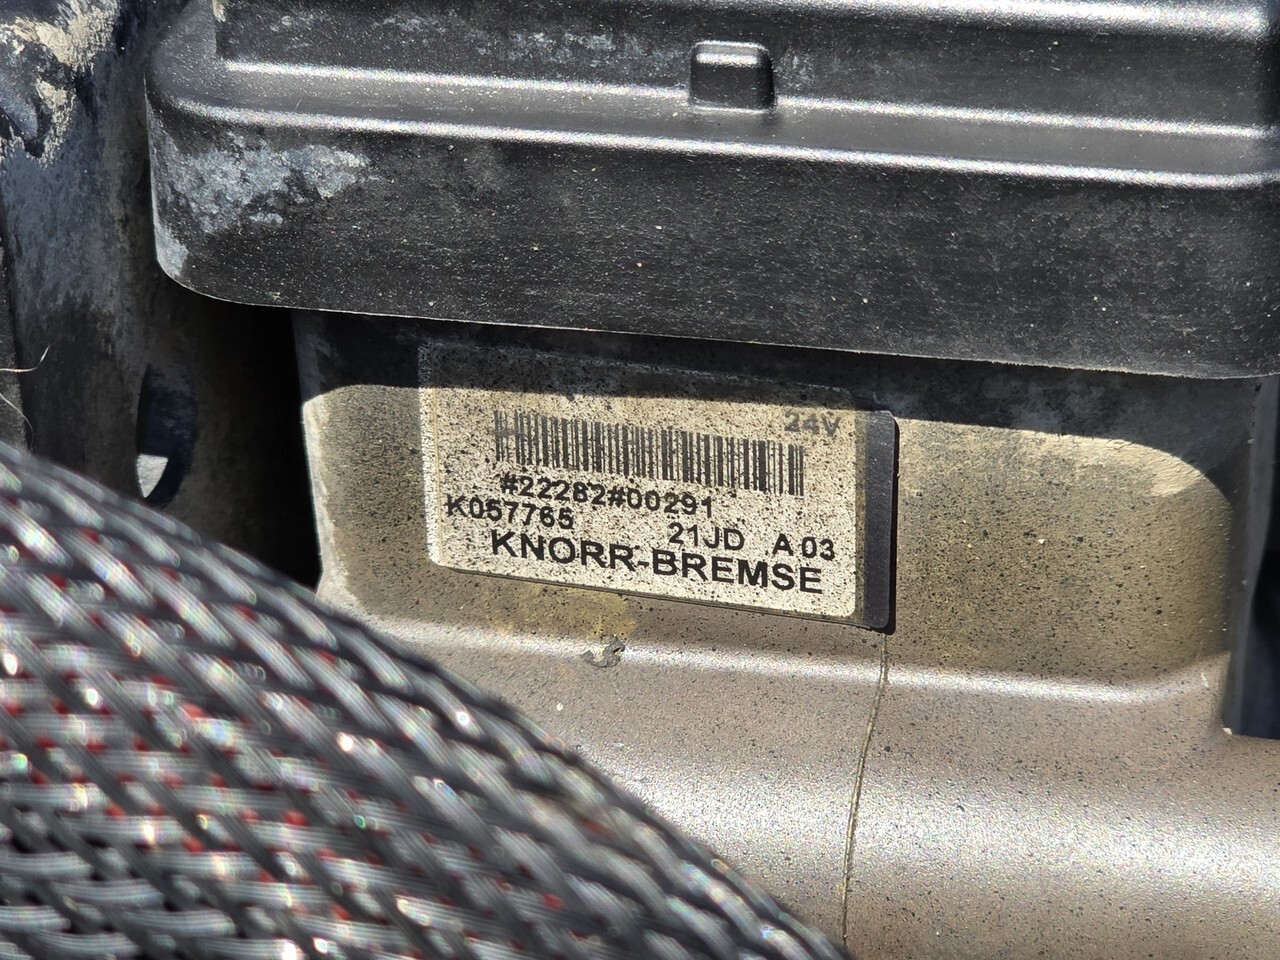 24V
#22282#00291
K057765 21JD A03
KNORR-BREMSE